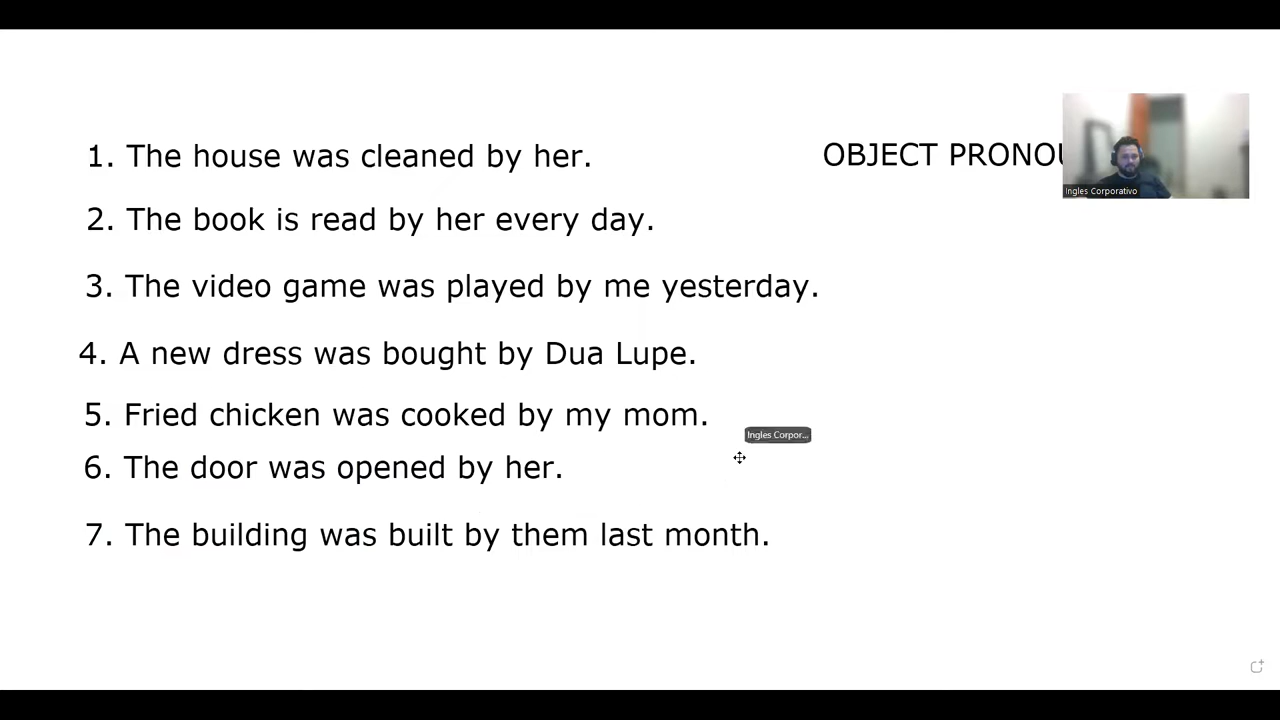 1. The house was cleaned by her.
OBJECT
Ingles Corporativo
2. The book is read by her every day.
3. The video game was played by me yesterday.
4. A new dress was bought by Dua Lupe.
5. Fried chicken was cooked by my mom.
Ingles Corpor...
6. The door was opened by her.
7. The building was built by them last month.